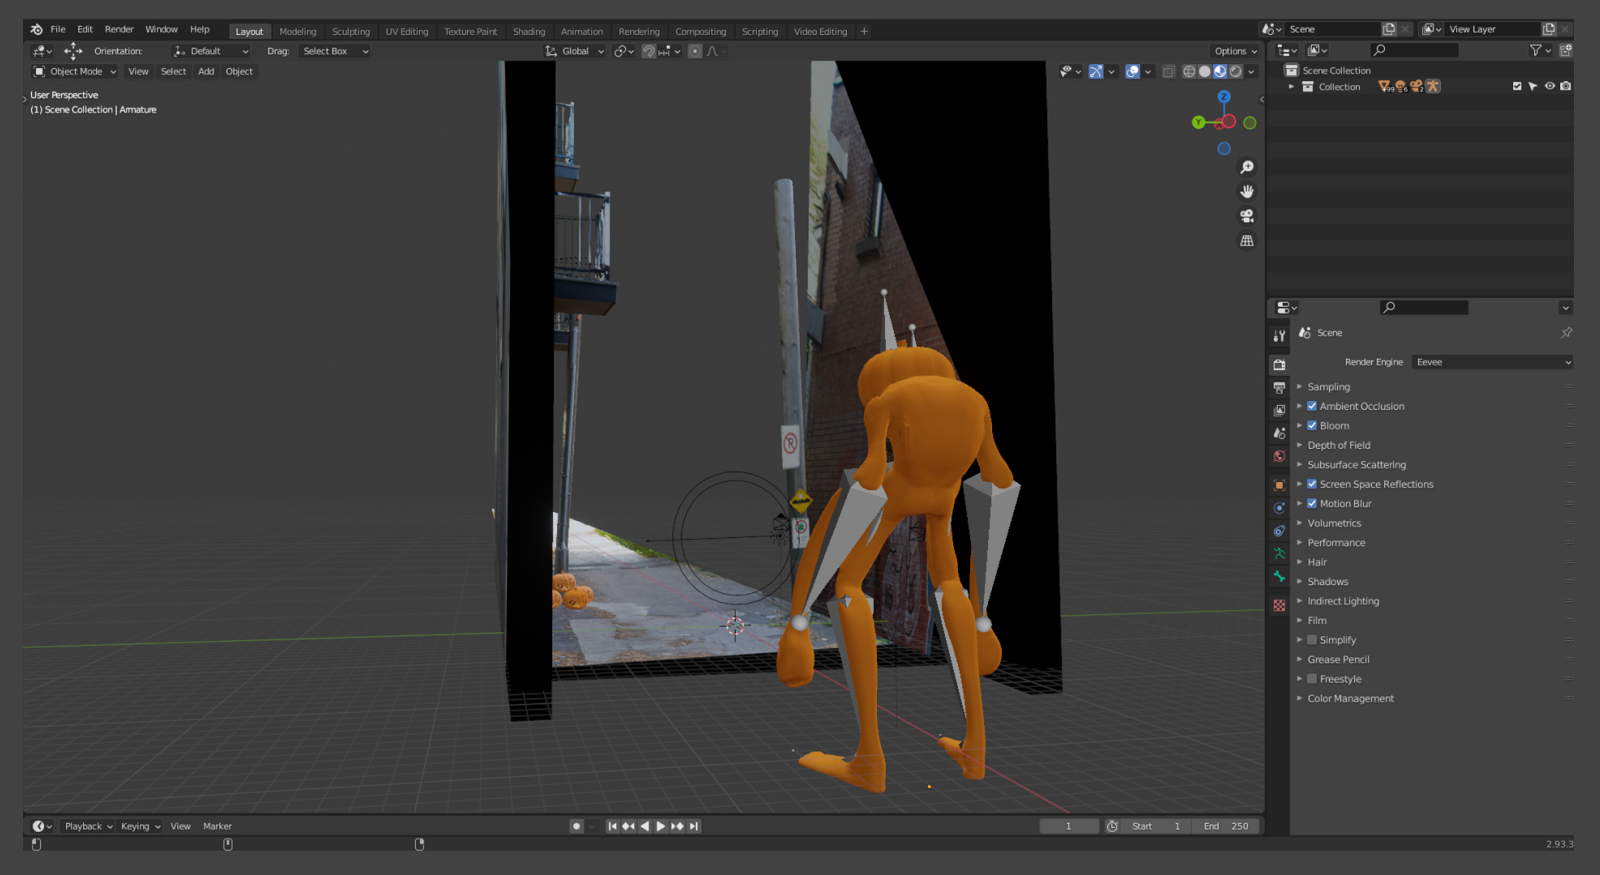 File Edit Render Window Help Layout Modeling Sculpting UV Editing Texture Paint Shading Animation Rendering Compositing Scripting Video Editing + Scene View Layer
Orientation: Default Drag: Select Box Global Options
Object Mode View Select Add Object
User Perspective
(1) Scene Collection | Armature
Z
Y
Scene Collection
Collection 99 6 2
Scene
Render Engine Eevee
Sampling
Ambient Occlusion
Bloom
Depth of Field
Subsurface Scattering
Screen Space Reflections
Motion Blur
Volumetrics
Performance
Hair
Shadows
Indirect Lighting
Film
Simplify
Grease Pencil
Freestyle
Color Management
Playback Keying View Marker 1 Start 1 End 250
2.93.3